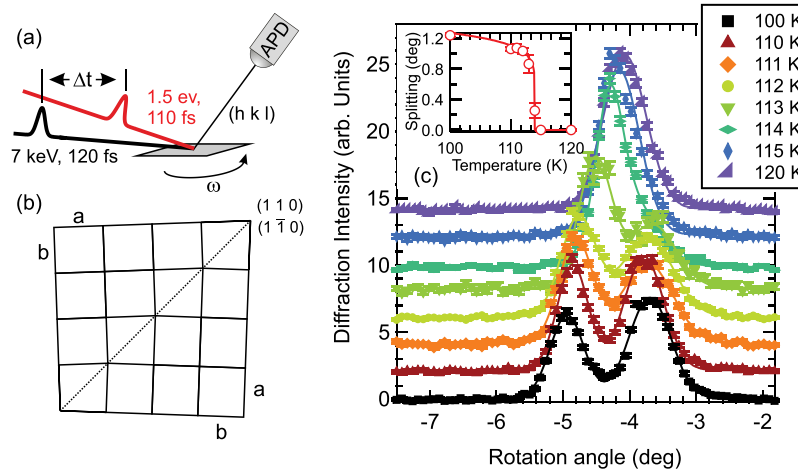 (a)
APD
Δt
1.5 ev,
110 fs
(h k l)
7 keV, 120 fs
ω
(b)
a
b
(1 1 0)
(1 1̅ 0)
a
b
Diffraction Intensity (arb. Units)
25
20
15
10
5
0
-7
-6
-5
-4
-3
-2
Rotation angle (deg)
(c)
Splitting (deg)
1.2
0.8
0.4
0.0
100
110
120
Temperature (K)
100 K
110 K
111 K
112 K
113 K
114 K
115 K
120 K